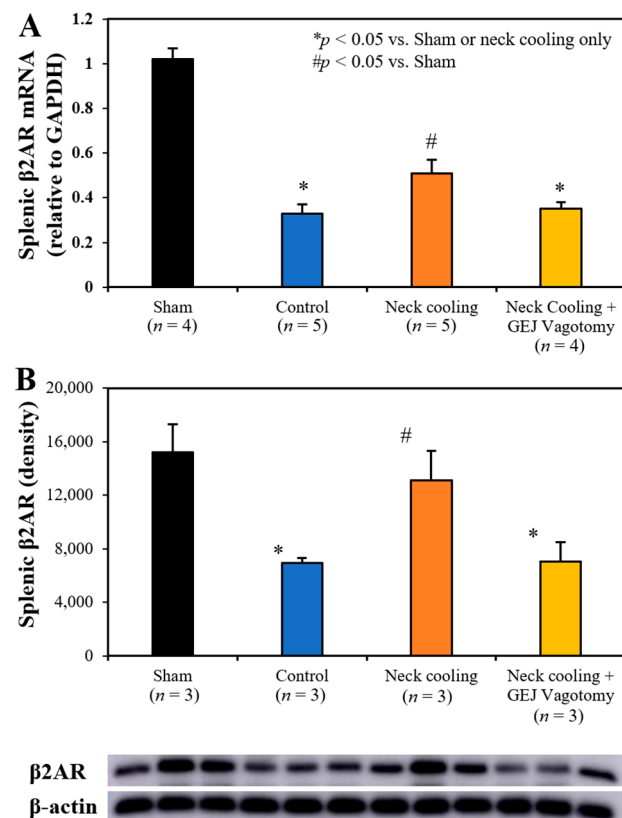 A
*p < 0.05 vs. Sham or neck cooling only
#p < 0.05 vs. Sham
Splenic β2AR mRNA
(relative to GAPDH)
1.2
1
0.8
0.6
0.4
0.2
0
*
#
*
Sham
(n = 4)
Control
(n = 5)
Neck cooling
(n = 5)
Neck Cooling +
GEJ Vagotomy
(n = 4)
B
Splenic β2AR (density)
20,000
16,000
12,000
8,000
4,000
0
*
#
*
Sham
(n = 3)
Control
(n = 3)
Neck cooling
(n = 3)
Neck cooling +
GEJ Vagotomy
(n = 3)
β2AR
β-actin